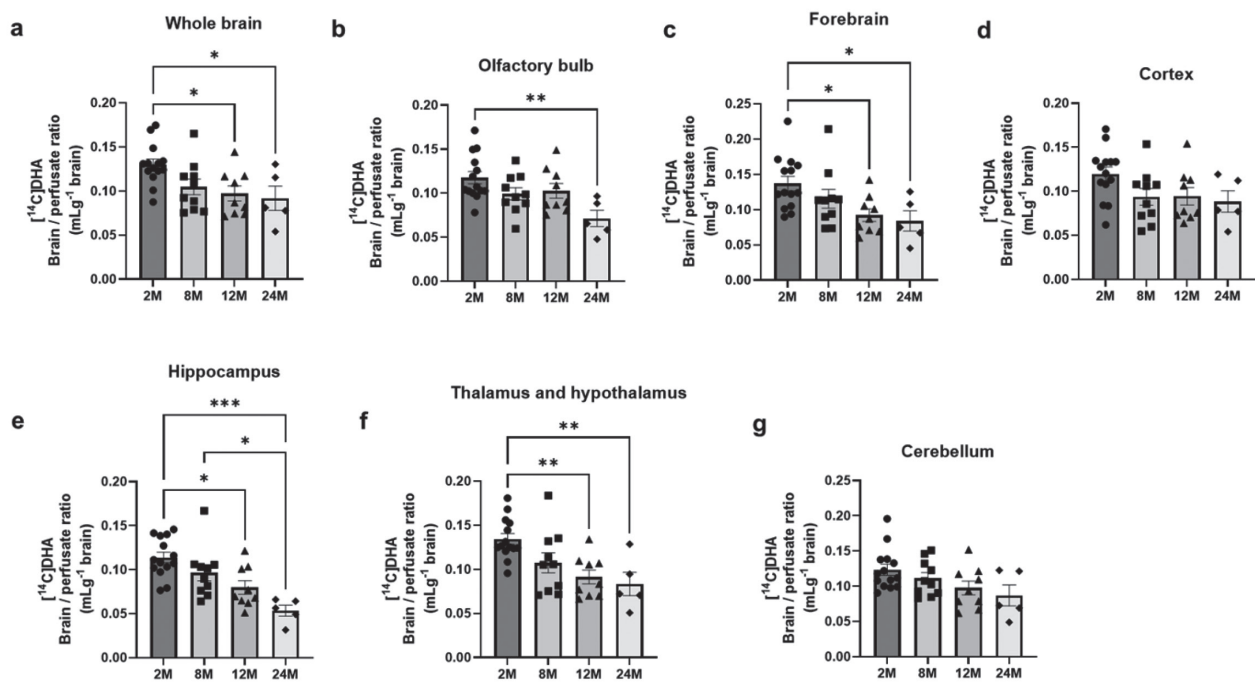 a
Whole brain
*
*
[¹⁴C]DHA
Brain / perfusate ratio
(mLg⁻¹ brain)
0.20
0.15
0.10
0.05
0.00
2M 8M 12M 24M
b
Olfactory bulb
**
[¹⁴C]DHA
Brain / perfusate ratio
(mLg⁻¹ brain)
0.20
0.15
0.10
0.05
0.00
2M 8M 12M 24M
c
Forebrain
*
*
[¹⁴C]DHA
Brain / perfusate ratio
(mLg⁻¹ brain)
0.25
0.20
0.15
0.10
0.05
0.00
2M 8M 12M 24M
d
Cortex
[¹⁴C]DHA
Brain / perfusate ratio
(mLg⁻¹ brain)
0.20
0.15
0.10
0.05
0.00
2M 8M 12M 24M
e
Hippocampus
***
*
*
[¹⁴C]DHA
Brain / perfusate ratio
(mLg⁻¹ brain)
0.20
0.15
0.10
0.05
0.00
2M 8M 12M 24M
f
Thalamus and hypothalamus
**
**
[¹⁴C]DHA
Brain / perfusate ratio
(mLg⁻¹ brain)
0.20
0.15
0.10
0.05
0.00
2M 8M 12M 24M
g
Cerebellum
[¹⁴C]DHA
Brain / perfusate ratio
(mLg⁻¹ brain)
0.25
0.20
0.15
0.10
0.05
0.00
2M 8M 12M 24M